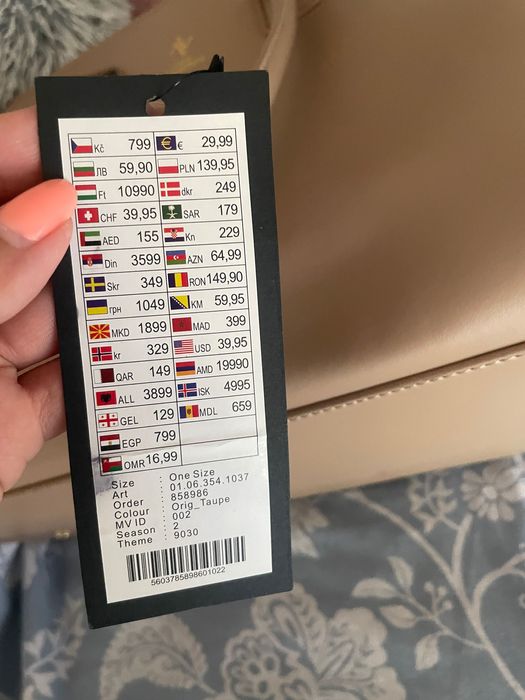 Kč 799 € 29,99
ЛВ 59,90 PLN 139,95
Ft 10990 dkr 249
CHF 39,95 SAR 179
AED 155 Kn 229
Din 3599 AZN 64,99
Skr 349 RON 149,90
грн 1049 KM 59,95
MKD 1899 MAD 399
kr 329 USD 39,95
QAR 149 AMD 19990
ALL 3899 ISK 4995
GEL 129 MDL 659
EGP 799
OMR 16,99
Size : One Size
Art : 01.06.354.1037
Order : 858986
Colour : Orig_Taupe
MV ID : 002
Season : 2
Theme : 9030
5603785898601022